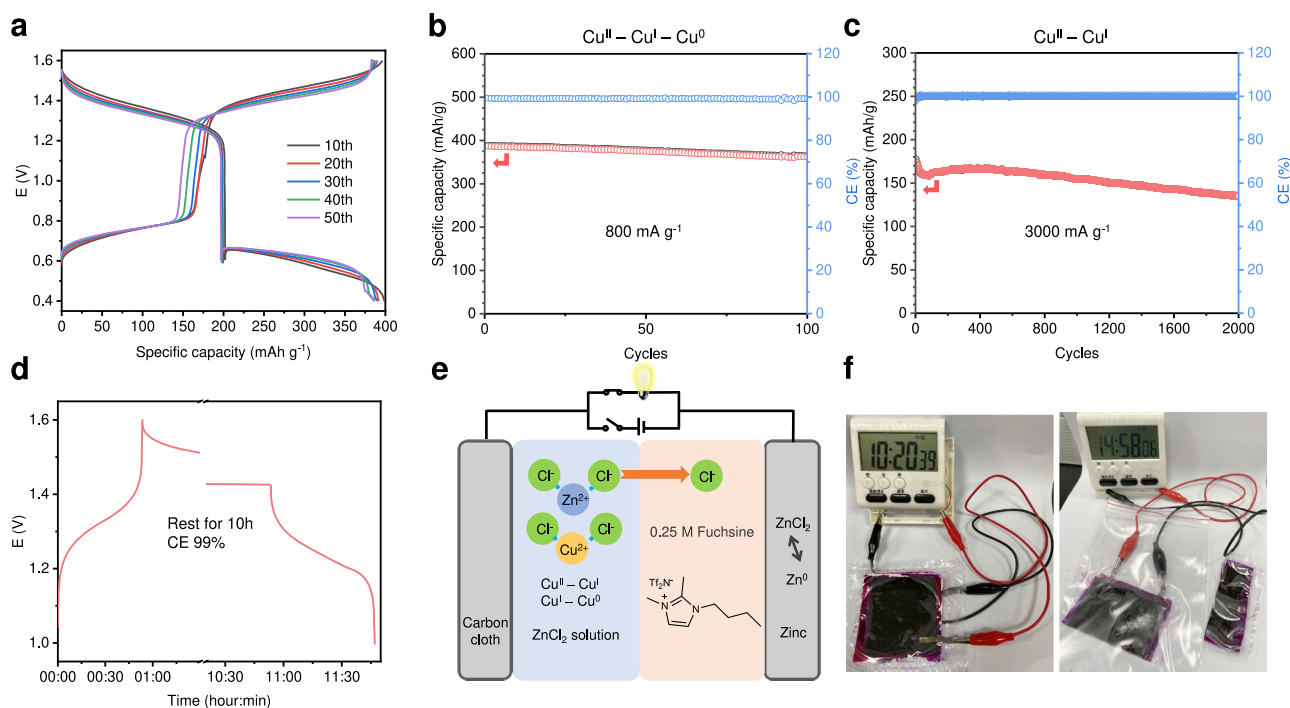 a
1.6
1.4
1.2
1.0
0.8
0.6
0.4
E (V)
10th
20th
30th
40th
50th
0 50 100 150 200 250 300 350 400
Specific capacity (mAh g⁻¹)
b
Cuᴵᴵ – Cuᴵ – Cu⁰
600
500
400
300
200
100
0
Specific capacity (mAh/g)
120
100
80
60
40
20
0
CE (%)
800 mA g⁻¹
0 50 100
Cycles
c
Cuᴵᴵ – Cuᴵ
300
250
200
150
100
50
0
Specific capacity (mAh/g)
120
100
80
60
40
20
0
CE (%)
3000 mA g⁻¹
0 400 800 1200 1600 2000
Cycles
d
1.6
1.4
1.2
1.0
E (V)
Rest for 10h
CE 99%
00:00 00:30 01:00 10:30 11:00 11:30
Time (hour:min)
e
Cl⁻ Cl⁻ Cl⁻
Zn²⁺
Cl⁻ Cl⁻
Cu²⁺
Cuᴵᴵ – Cuᴵ
Cuᴵ – Cu⁰
ZnCl₂ solution
Carbon
cloth
0.25 M Fuchsine
Tf₂N⁻
N
+
N
ZnCl₂
Zn⁰
Zinc
f
10:20 39
14:58 06